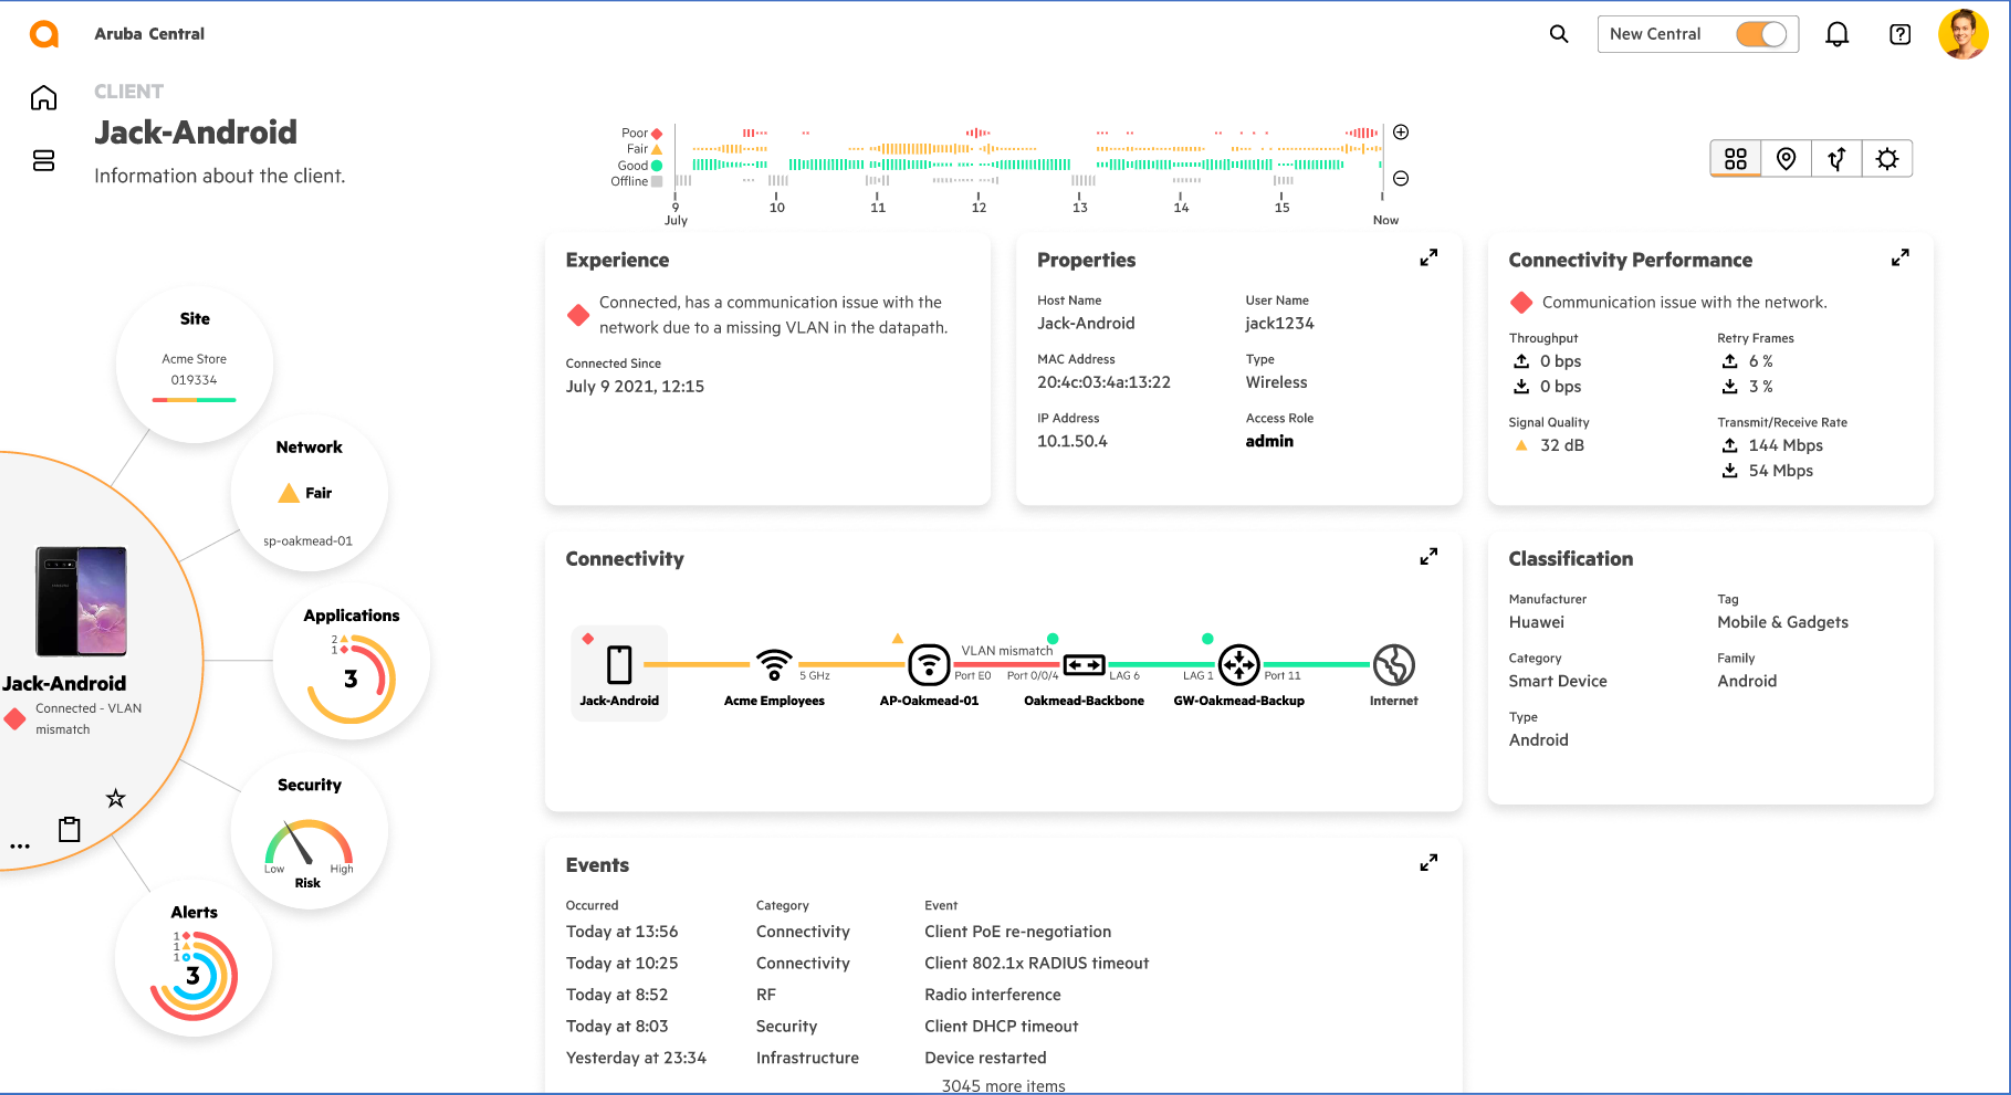 Aruba Central
New Central
CLIENT
Jack-Android
Information about the client.
Poor
Fair
Good
Offline
9 10 11 12 13 14 15
July Now
Site
Acme Store
019334
Network
Fair
sp-oakmead-01
Applications
2
1
3
Jack-Android
Connected - VLAN
mismatch
Security
Low High
Risk
Alerts
1
1
1
3
Experience
Connected, has a communication issue with the
network due to a missing VLAN in the datapath.
Connected Since
July 9 2021, 12:15
Properties
Host Name User Name
Jack-Android jack1234
MAC Address Type
20:4c:03:4a:13:22 Wireless
IP Address Access Role
10.1.50.4 admin
Connectivity Performance
Communication issue with the network.
Throughput Retry Frames
0 bps 6 %
0 bps 3 %
Signal Quality Transmit/Receive Rate
32 dB 144 Mbps
54 Mbps
Connectivity
VLAN mismatch
5 GHz Port E0 Port 0/0/4 LAG 6 LAG 1 Port 11
Jack-Android Acme Employees AP-Oakmead-01 Oakmead-Backbone GW-Oakmead-Backup Internet
Classification
Manufacturer Tag
Huawei Mobile & Gadgets
Category Family
Smart Device Android
Type
Android
Events
Occurred Category Event
Today at 13:56 Connectivity Client PoE re-negotiation
Today at 10:25 Connectivity Client 802.1x RADIUS timeout
Today at 8:52 RF Radio interference
Today at 8:03 Security Client DHCP timeout
Yesterday at 23:34 Infrastructure Device restarted
3045 more items